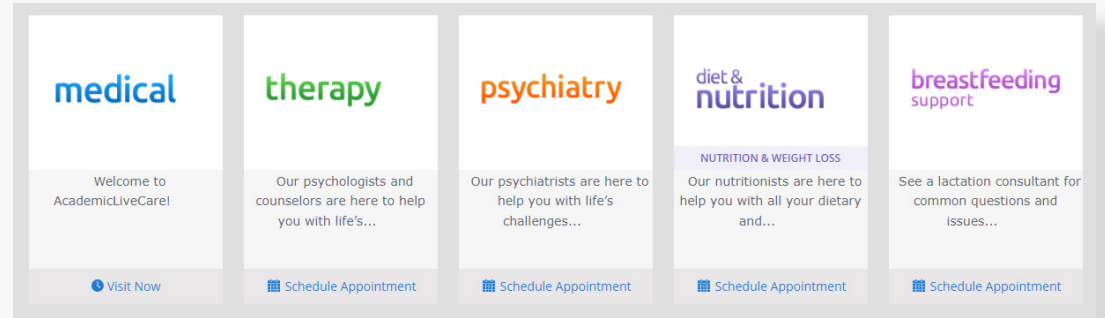 medical
Welcome to
AcademicLiveCare!
Visit Now
therapy
Our psychologists and
counselors are here to help
you with life's...
Schedule Appointment
psychiatry
Our psychiatrists are here to
help you with life's
challenges...
Schedule Appointment
diet &
nutrition
NUTRITION & WEIGHT LOSS
Our nutritionists are here to
help you with all your dietary
and...
Schedule Appointment
breastfeeding
support
See a lactation consultant for
common questions and
issues...
Schedule Appointment